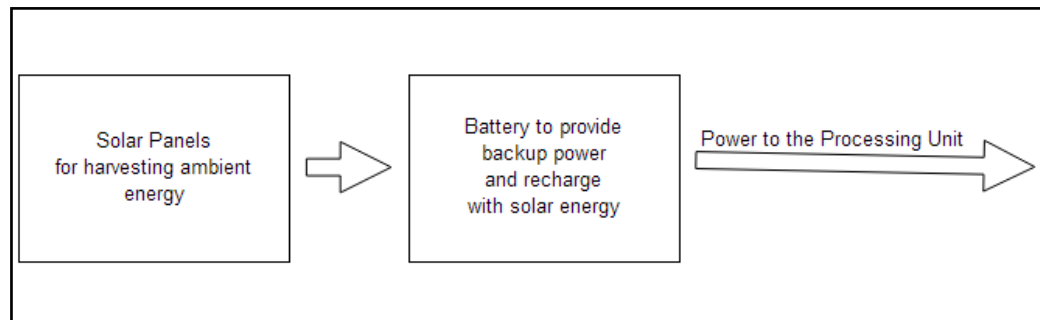 Solar Panels
for harvesting ambient
energy
Battery to provide
backup power
and recharge
with solar energy
Power to the Processing Unit